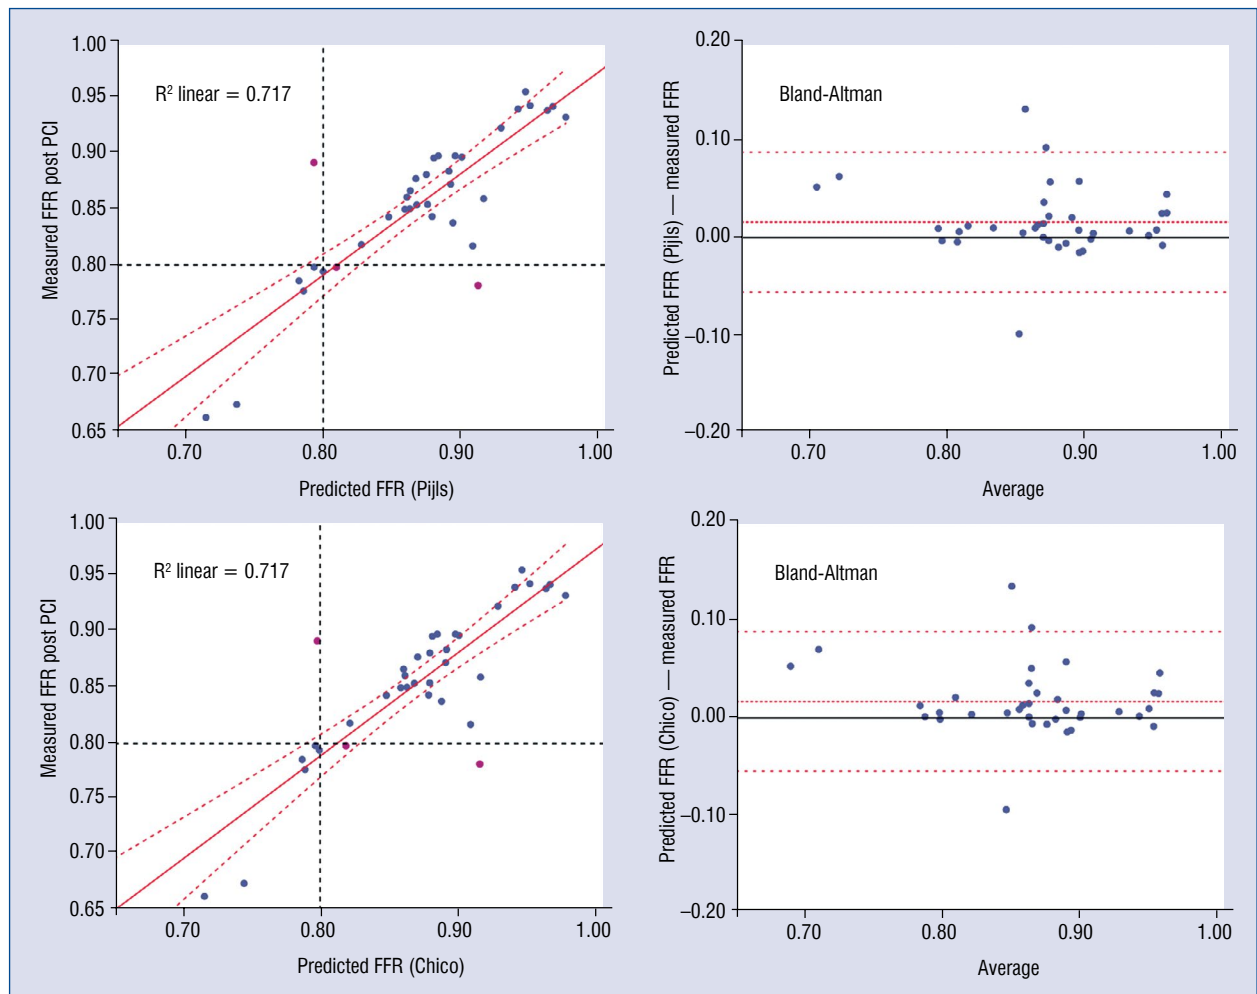 1.00
0.95
0.90
0.85
0.80
0.75
0.70
0.65
Measured FFR post PCI
R² linear = 0.717
0.70 0.80 0.90 1.00
Predicted FFR (Pijls)
0.20
0.10
0.00
–0.10
–0.20
Predicted FFR (Pijls) — measured FFR
Bland-Altman
0.70 0.80 0.90 1.00
Average
1.00
0.95
0.90
0.85
0.80
0.75
0.70
0.65
Measured FFR post PCI
R² linear = 0.717
0.70 0.80 0.90 1.00
Predicted FFR (Chico)
0.20
0.10
0.00
–0.10
–0.20
Predicted FFR (Chico) — measured FFR
Bland-Altman
0.70 0.80 0.90 1.00
Average